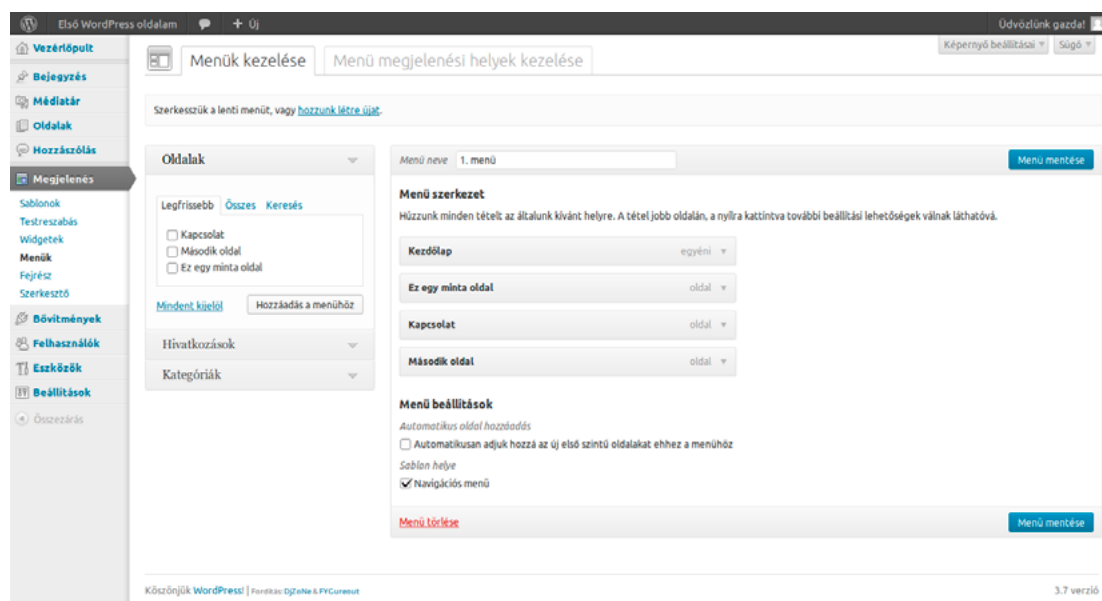 Első WordPress oldalam + Új Üdvözlünk gazda!
Képernyő beállításai Súgó
Vezérlőpult
Bejegyzés
Médiatár
Oldalak
Hozzászólás
Megjelenés
Sablonok
Testreszabás
Widgetek
Menük
Fejrész
Szerkesztő
Bővítmények
Felhasználók
Eszközök
Beállítások
Összezárás
Menük kezelése Menü megjelenési helyek kezelése
Szerkesszük a lenti menüt, vagy hozzunk létre újat.
Oldalak
Legfrissebb Összes Keresés
Kapcsolat
Második oldal
Ez egy minta oldal
Mindent kijelöl Hozzáadás a menühöz
Hivatkozások
Kategóriák
Menü neve 1. menü Menü mentése
Menü szerkezet
Húzzunk minden tételt az általunk kívánt helyre. A tétel jobb oldalán, a nyílra kattintva további beállítási lehetőségek válnak láthatóvá.
Kezdőlap egyéni
Ez egy minta oldal oldal
Kapcsolat oldal
Második oldal oldal
Menü beállítások
Automatikus oldal hozzáadás
Automatikusan adjuk hozzá az új első szintű oldalakat ehhez a menühöz
Sablon helye
Navigációs menü
Menü törlése Menü mentése
Köszönjük WordPress! | Fordítás: DjZoNe & FYGureout 3.7 verzió